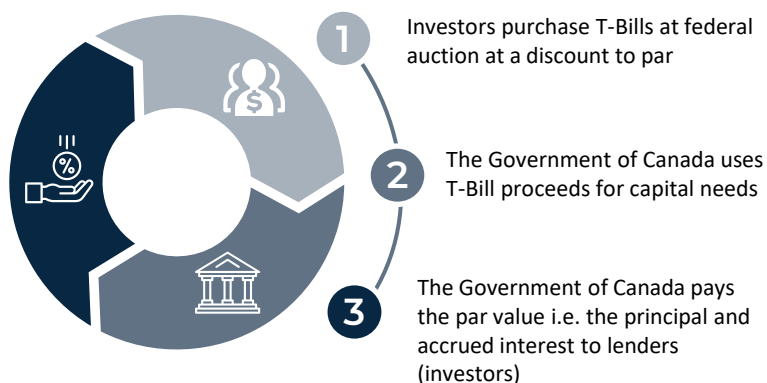 1
Investors purchase T-Bills at federal
auction at a discount to par
$
%
2
The Government of Canada uses
T-Bill proceeds for capital needs
3
The Government of Canada pays
the par value i.e. the principal and
accrued interest to lenders
(investors)